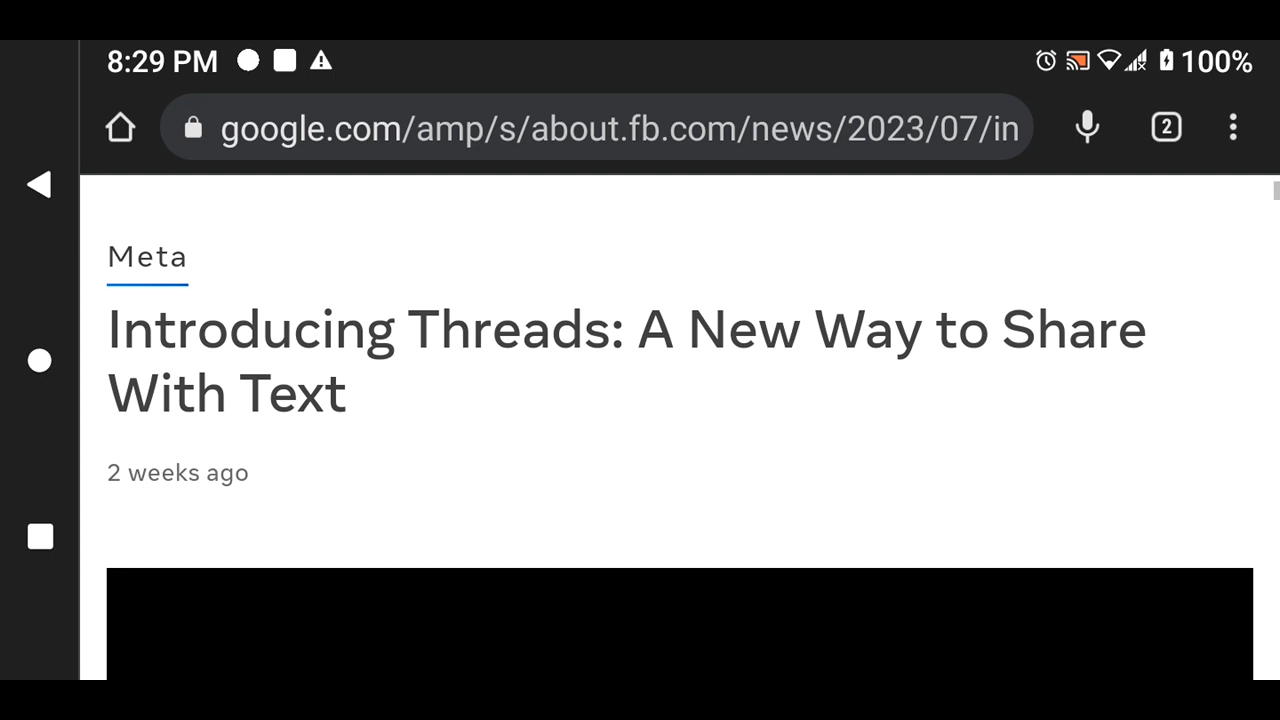 8:29 PM 100%
google.com/amp/s/about.fb.com/news/2023/07/in
2
Meta
Introducing Threads: A New Way to Share
With Text
2 weeks ago